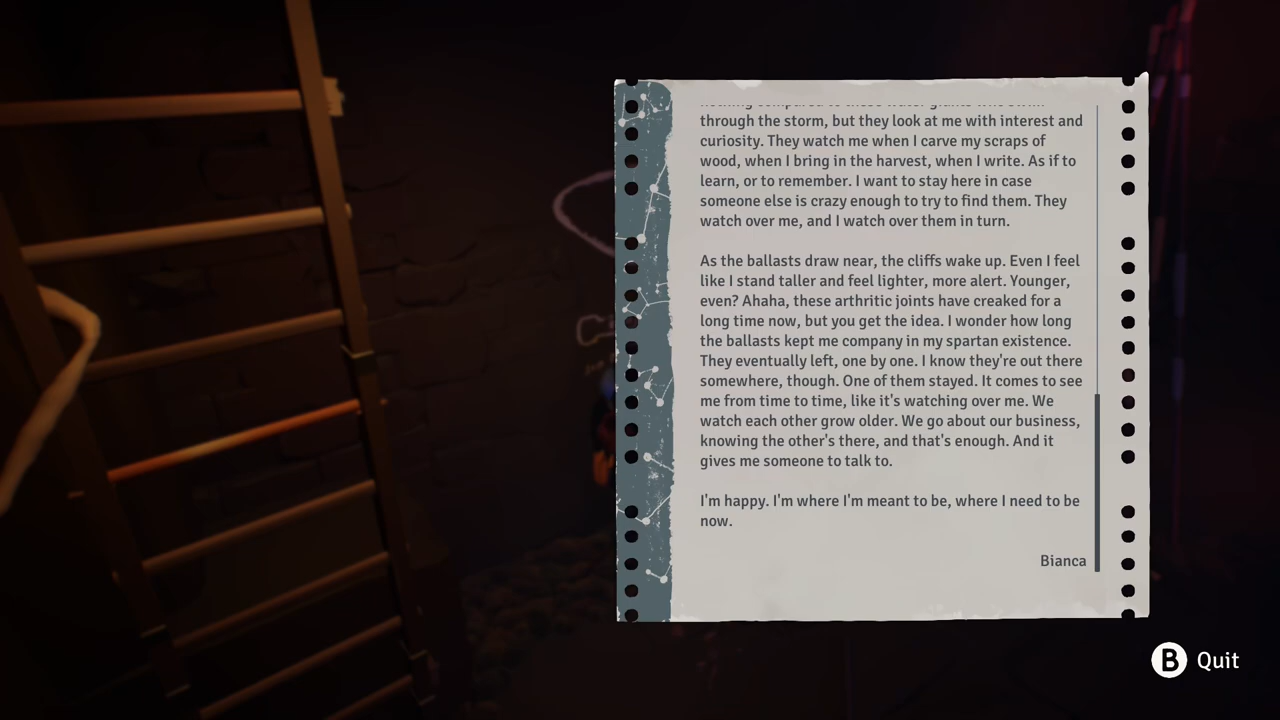 through the storm, but they look at me with interest and
curiosity. They watch me when I carve my scraps of
wood, when I bring in the harvest, when I write. As if to
learn, or to remember. I want to stay here in case
someone else is crazy enough to try to find them. They
watch over me, and I watch over them in turn.
As the ballasts draw near, the cliffs wake up. Even I feel
like I stand taller and feel lighter, more alert. Younger,
even? Ahaha, these arthritic joints have creaked for a
long time now, but you get the idea. I wonder how long
the ballasts kept me company in my spartan existence.
They eventually left, one by one. I know they're out there
somewhere, though. One of them stayed. It comes to see
me from time to time, like it's watching over me. We
watch each other grow older. We go about our business,
knowing the other's there, and that's enough. And it
gives me someone to talk to.
I'm happy. I'm where I'm meant to be, where I need to be
now.
Bianca
B Quit